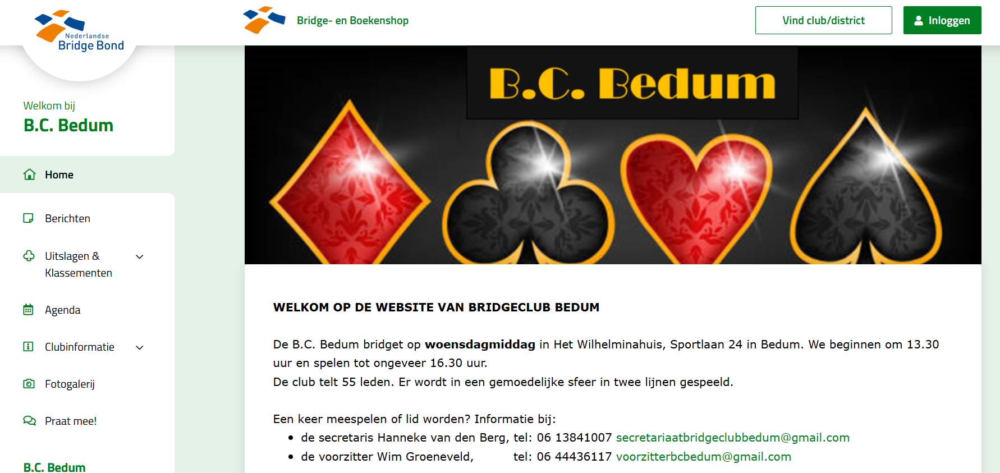 Nederlandse
Bridge Bond
Bridge- en Boekenshop
Vind club/district
Inloggen
Welkom bij
B.C. Bedum
Home
Berichten
Uitslagen &
Klassementen
Agenda
Clubinformatie
Fotogalerij
Praat mee!
B.C. Bedum
B.C. Bedum
WELKOM OP DE WEBSITE VAN BRIDGECLUB BEDUM
De B.C. Bedum bridget op woensdagmiddag in Het Wilhelminahuis, Sportlaan 24 in Bedum. We beginnen om 13.30
uur en spelen tot ongeveer 16.30 uur.
De club telt 55 leden. Er wordt in een gemoedelijke sfeer in twee lijnen gespeeld.
Een keer meespelen of lid worden? Informatie bij:
• de secretaris Hanneke van den Berg, tel: 06 13841007 secretariaatbridgeclubbedum@gmail.com
• de voorzitter Wim Groeneveld, tel: 06 44436117 voorzitterbcbedum@gmail.com